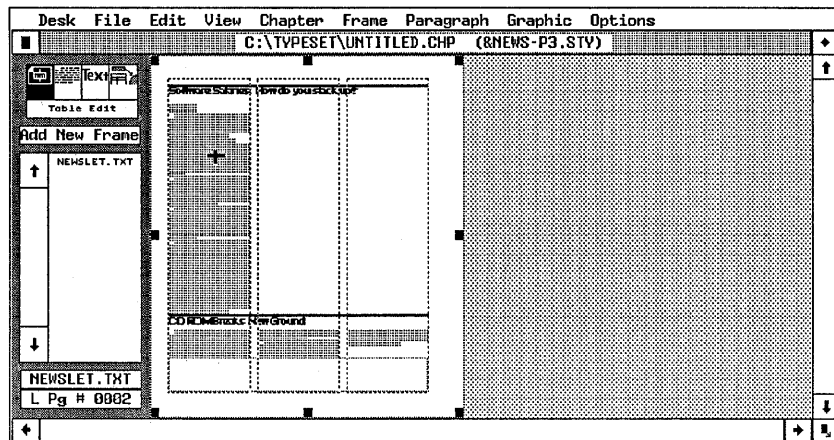 Desk File Edit View Chapter Frame Paragraph Graphic Options
C:\TYPESET\UNTITLED.CHP (&NEWS-P3.STY)
Text
Table Edit
Add New Frame
NEWSLET.TXT
Software Salaries: How do you stack up?
CD ROM Breaks New Ground
NEWSLET.TXT
L Pg # 0002